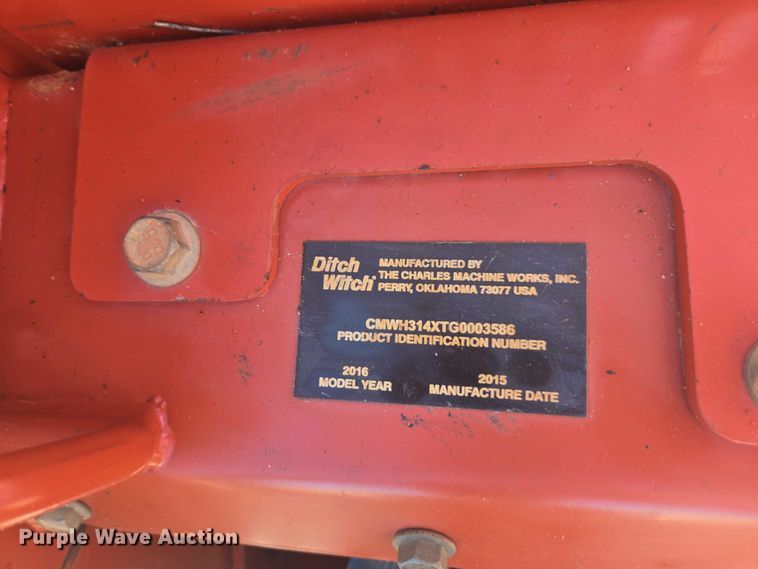 Ditch Witch®
MANUFACTURED BY
THE CHARLES MACHINE WORKS, INC.
PERRY, OKLAHOMA 73077 USA
CMWH314XTG0003586
PRODUCT IDENTIFICATION NUMBER
2016
MODEL YEAR
2015
MANUFACTURE DATE
Purple Wave Auction